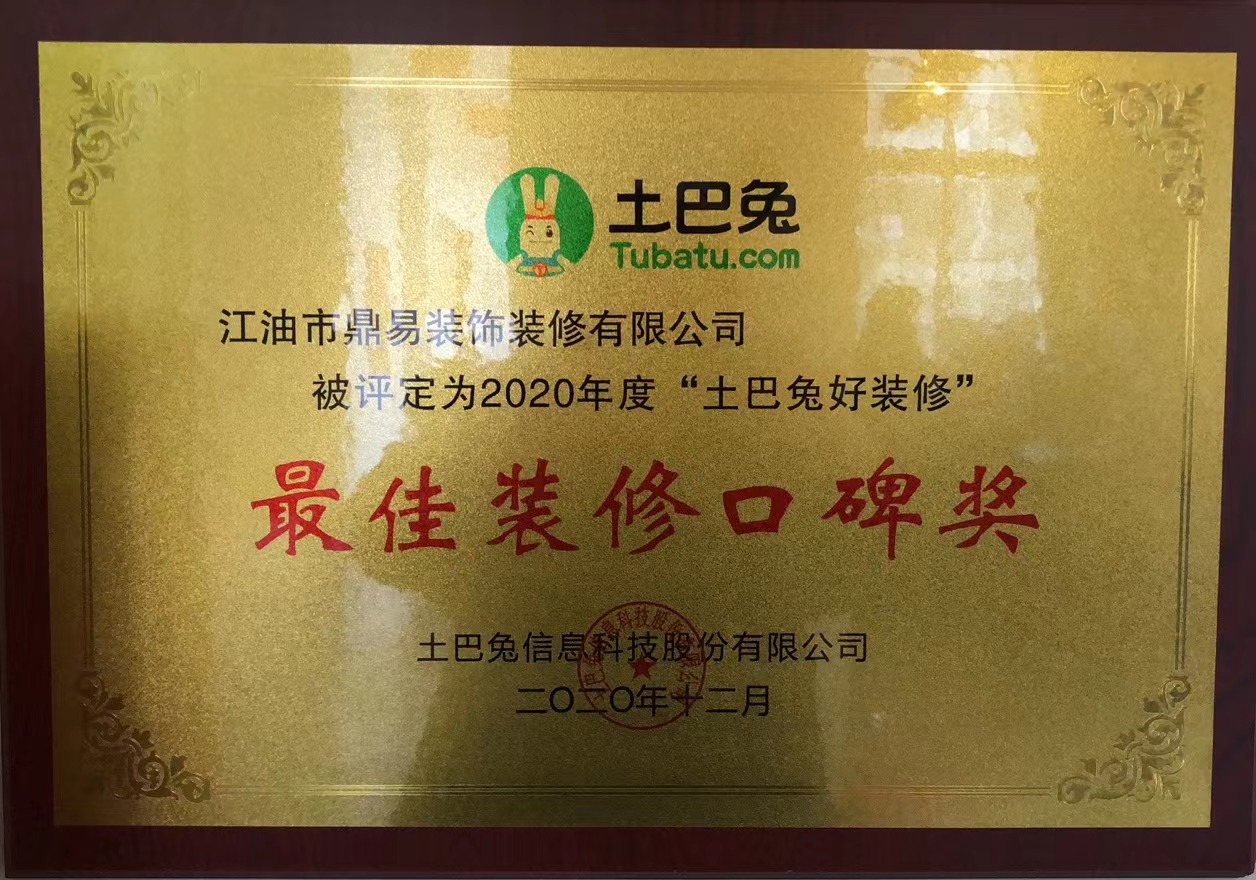 土巴兔
Tubatu.com
江油市鼎易装饰装修有限公司
被评定为2020年度“土巴兔好装修”
最佳装修口碑奖
土巴兔信息科技股份有限公司
二〇二〇年十二月